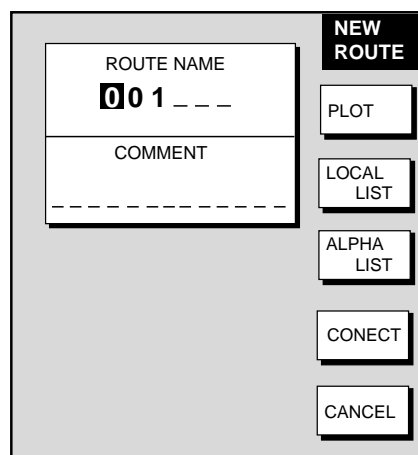 NEW
ROUTE
ROUTE NAME
001___
COMMENT
_____________
PLOT
LOCAL
LIST
ALPHA
LIST
CONECT
CANCEL